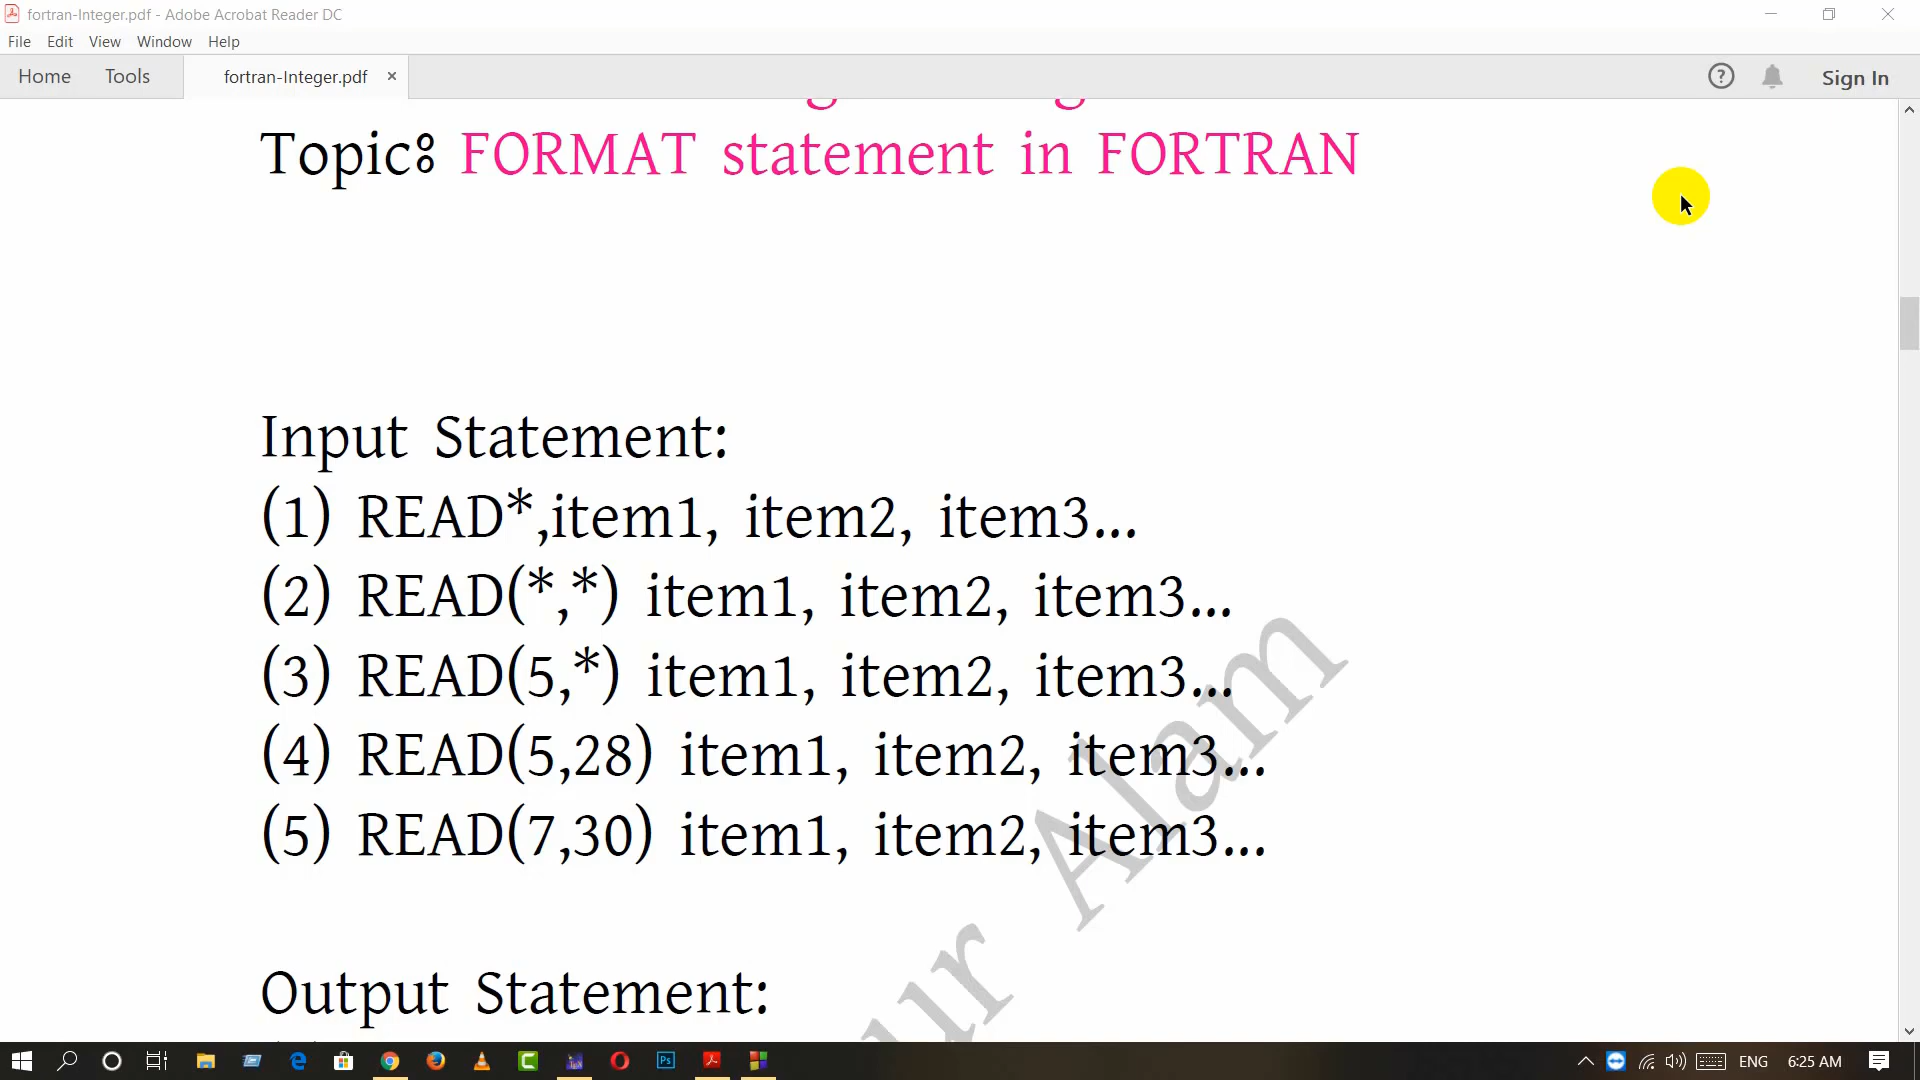 fortran-Integer.pdf - Adobe Acrobat Reader DC
File Edit View Window Help
Home Tools fortran-Integer.pdf × ? Sign In
Topic: FORMAT statement in FORTRAN
Input Statement:
(1) READ*,item1, item2, item3...
(2) READ(*,*) item1, item2, item3...
(3) READ(5,*) item1, item2, item3...
(4) READ(5,28) item1, item2, item3...
(5) READ(7,30) item1, item2, item3...
Output Statement:
ur Alam
Ps ENG 6:25 AM